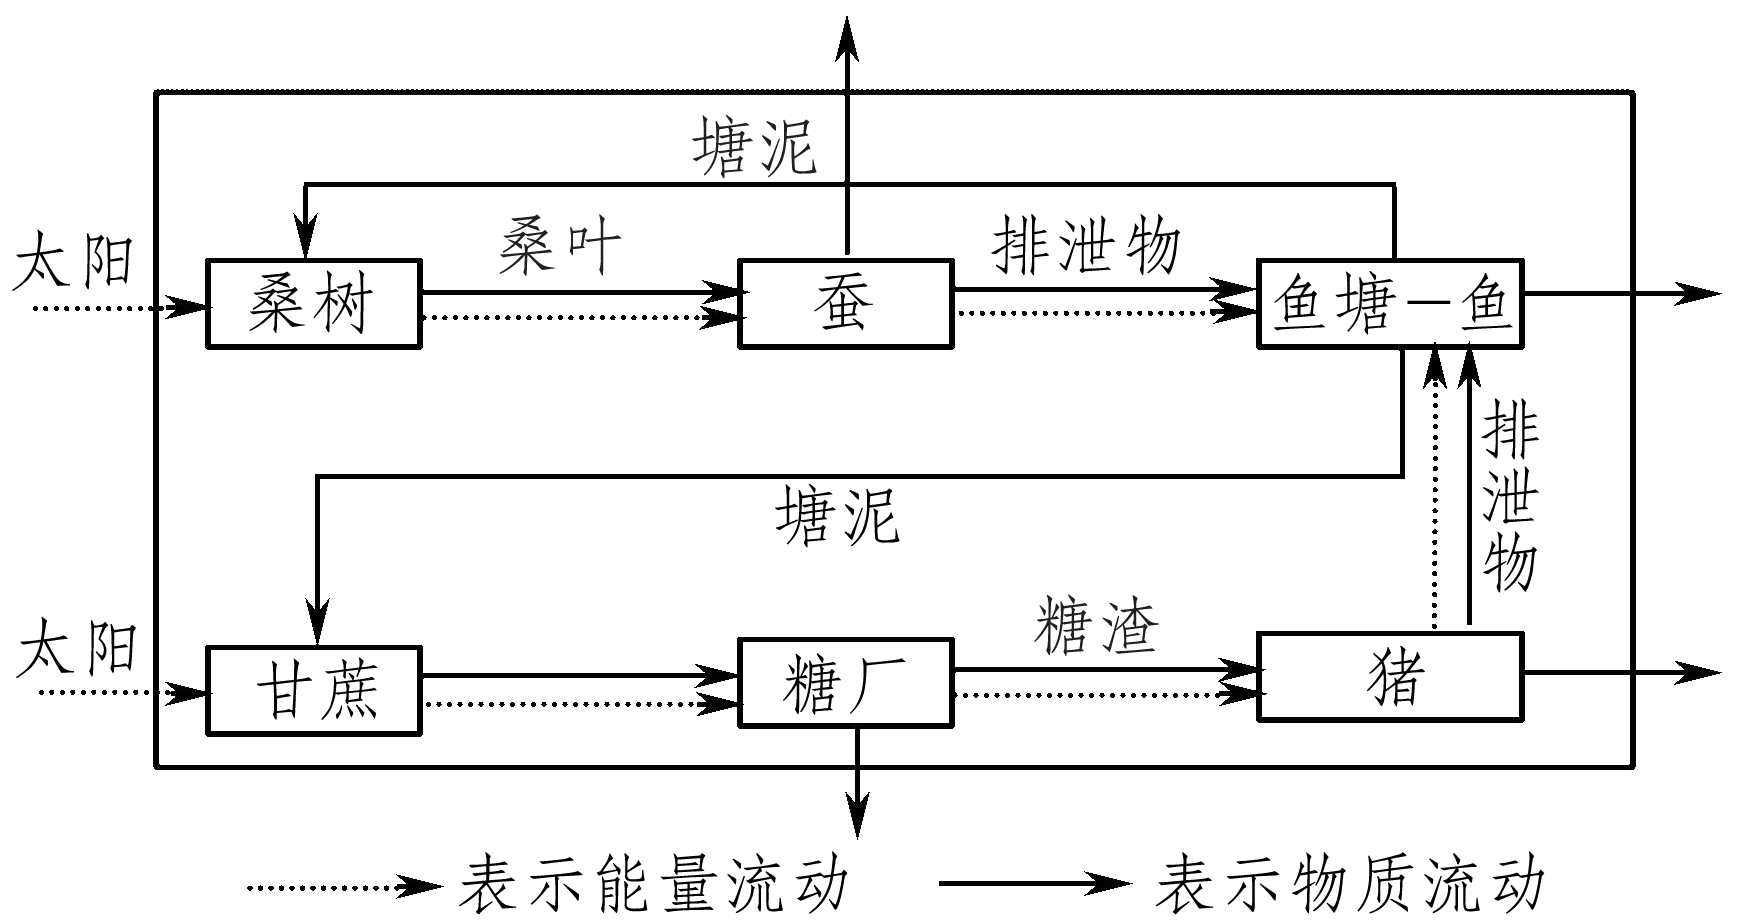 塘泥
太阳
桑叶
排泄物
桑树
蚕
鱼塘－鱼
排泄物
塘泥
太阳
糖渣
甘蔗
糖厂
猪
表示能量流动
表示物质流动